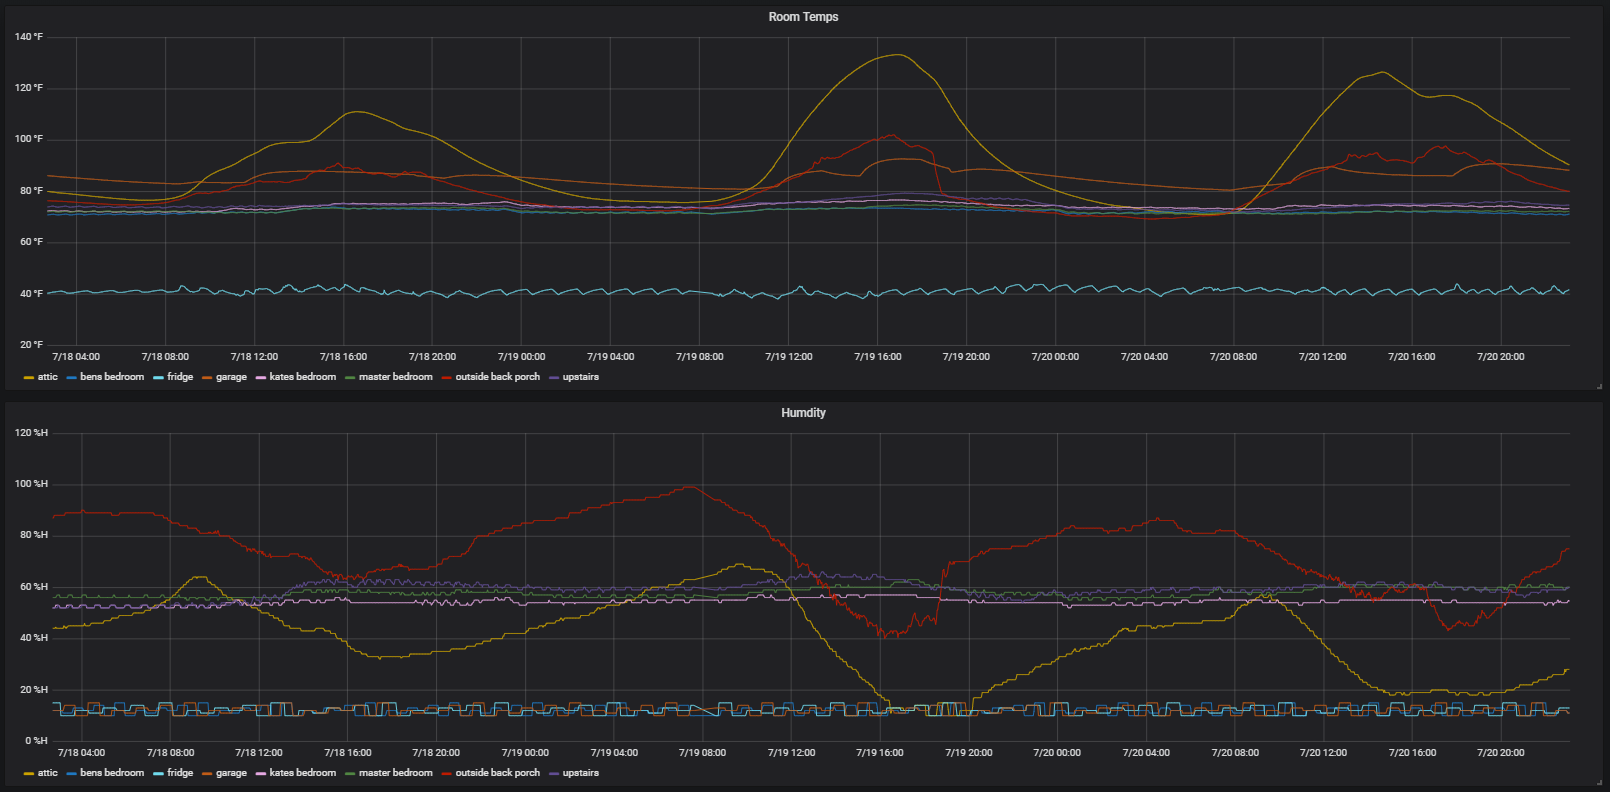 Room Temps
140 °F
120 °F
100 °F
80 °F
60 °F
40 °F
20 °F
7/18 04:00 7/18 08:00 7/18 12:00 7/18 16:00 7/18 20:00 7/19 00:00 7/19 04:00 7/19 08:00 7/19 12:00 7/19 16:00 7/19 20:00 7/20 00:00 7/20 04:00 7/20 08:00 7/20 12:00 7/20 16:00 7/20 20:00
attic bens bedroom fridge garage kates bedroom master bedroom outside back porch upstairs
Humdity
120 %H
100 %H
80 %H
60 %H
40 %H
20 %H
0 %H
7/18 04:00 7/18 08:00 7/18 12:00 7/18 16:00 7/18 20:00 7/19 00:00 7/19 04:00 7/19 08:00 7/19 12:00 7/19 16:00 7/19 20:00 7/20 00:00 7/20 04:00 7/20 08:00 7/20 12:00 7/20 16:00 7/20 20:00
attic bens bedroom fridge garage kates bedroom master bedroom outside back porch upstairs